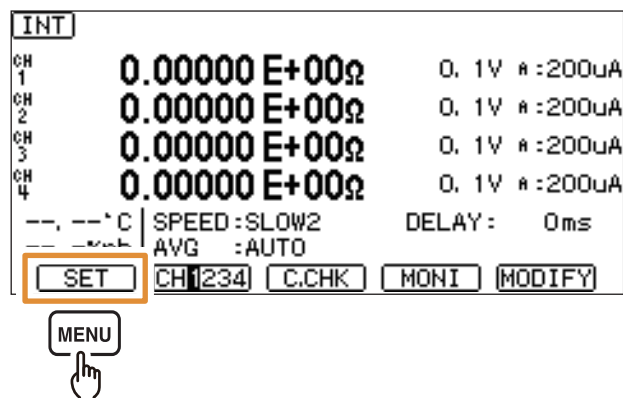 INT
CH 1 0.00000 E+00Ω 0. 1V A :200uA
CH 2 0.00000 E+00Ω 0. 1V A :200uA
CH 3 0.00000 E+00Ω 0. 1V A :200uA
CH 4 0.00000 E+00Ω 0. 1V A :200uA
--. --°C SPEED:SLOW2 DELAY: 0ms
AVG :AUTO
SET CH1234 C.CHK MONI MODIFY
MENU